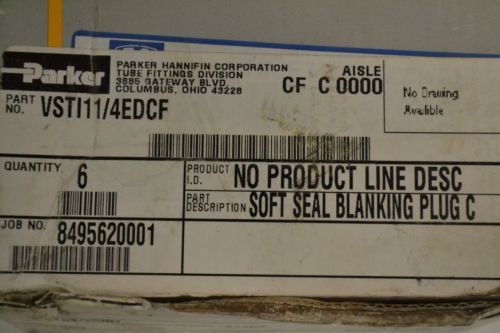 Parker
PARKER HANNIFIN CORPORATION
TUBE FITTINGS DIVISION
3885 GATEWAY BLVD.
COLUMBUS, OHIO 43228
AISLE
CF C 0000
No Drawing
Availible
PART NO. VSTI11/4EDCF
QUANTITY 6
PRODUCT I.D. NO PRODUCT LINE DESC
PART DESCRIPTION SOFT SEAL BLANKING PLUG C
JOB NO. 8495620001